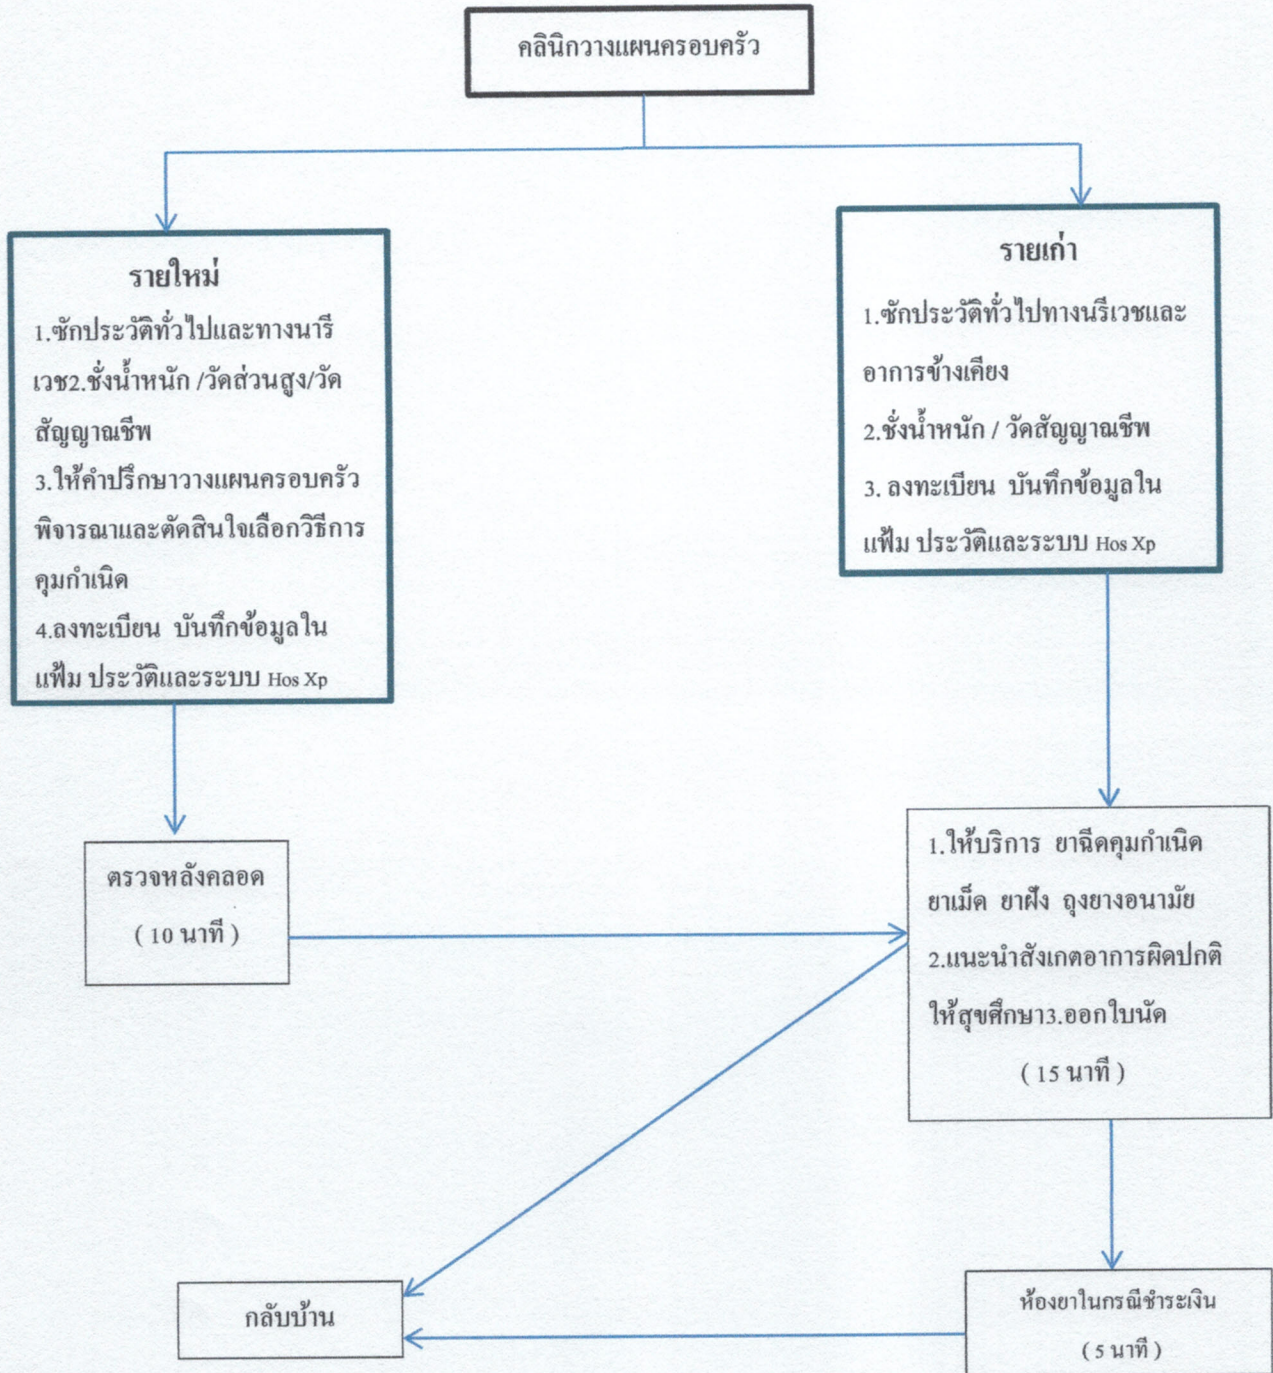 คลินิกวางแผนครอบครัว
รายใหม่
1.ซักประวัติทั่วไปและทางนารี
เวช2.ชั่งน้ำหนัก /วัดส่วนสูง/วัด
สัญญาณชีพ
3.ให้คำปรึกษาวางแผนครอบครัว
พิจารณาและตัดสินใจเลือกวิธีการ
คุมกำเนิด
4.ลงทะเบียน บันทึกข้อมูลใน
แฟ้ม ประวัติและระบบ Hos Xp
รายเก่า
1.ซักประวัติทั่วไปทางนรีเวชและ
อาการข้างเคียง
2.ชั่งน้ำหนัก / วัดสัญญาณชีพ
3. ลงทะเบียน บันทึกข้อมูลใน
แฟ้ม ประวัติและระบบ Hos Xp
ตรวจหลังคลอด
( 10 นาที )
1.ให้บริการ ยาฉีดคุมกำเนิด
ยาเม็ด ยาฝัง ถุงยางอนามัย
2.แนะนำสังเกตอาการผิดปกติ
ให้สุขศึกษา3.ออกใบนัด
( 15 นาที )
กลับบ้าน
ห้องยาในกรณีชำระเงิน
( 5 นาที )